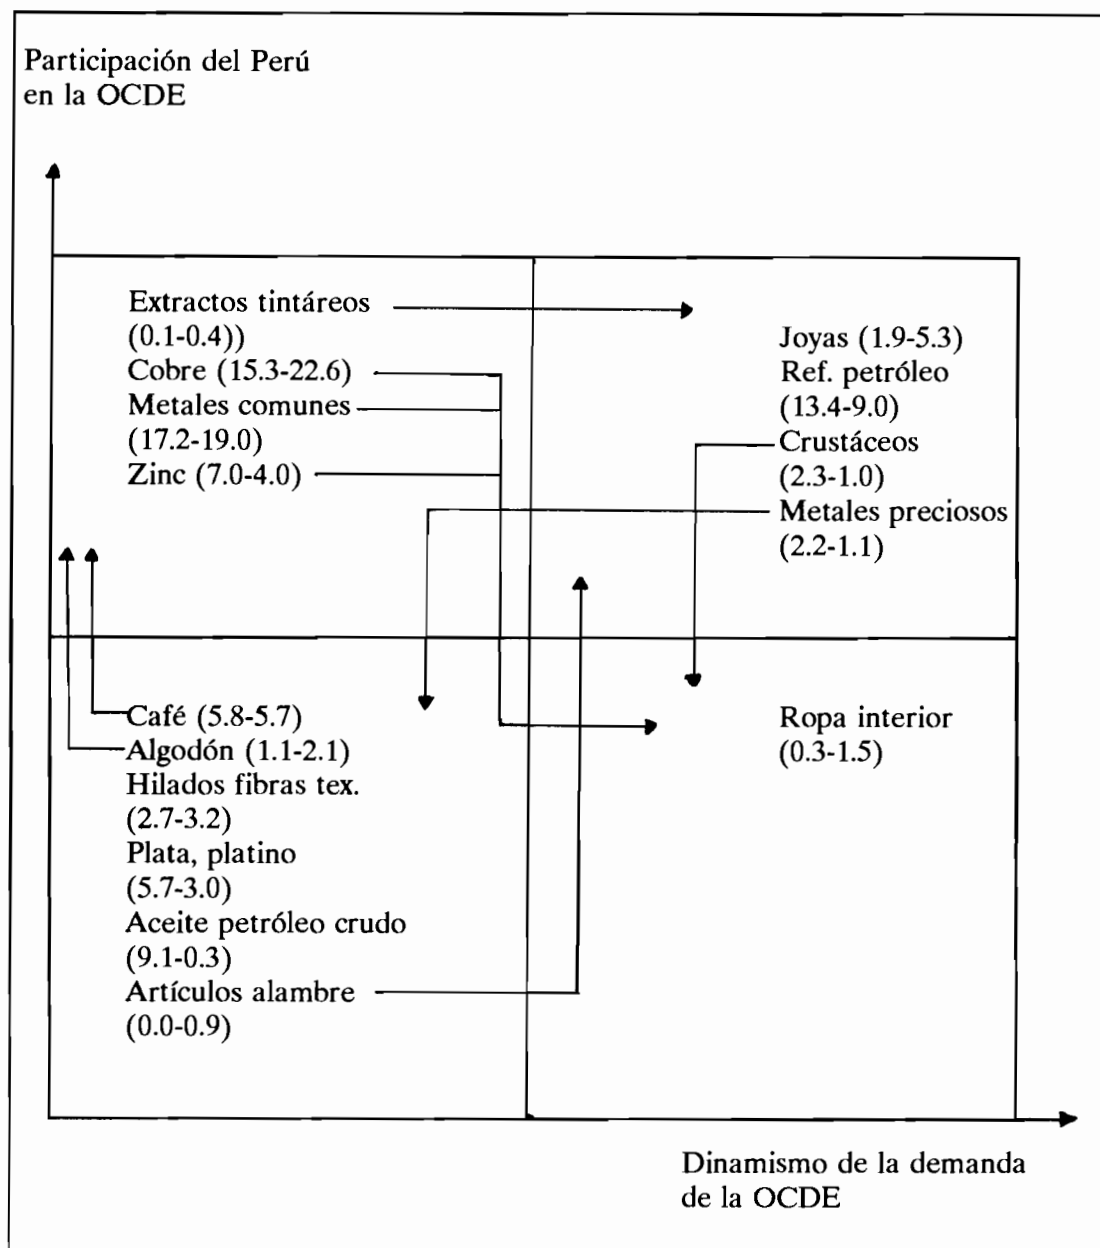 Participación del Perú
en la OCDE
Extractos tintáreos
(0.1-0.4))
Cobre (15.3-22.6)
Metales comunes
(17.2-19.0)
Zinc (7.0-4.0)
Joyas (1.9-5.3)
Ref. petróleo
(13.4-9.0)
Crustáceos
(2.3-1.0)
Metales preciosos
(2.2-1.1)
Café (5.8-5.7)
Algodón (1.1-2.1)
Hilados fibras tex.
(2.7-3.2)
Plata, platino
(5.7-3.0)
Aceite petróleo crudo
(9.1-0.3)
Artículos alambre
(0.0-0.9)
Ropa interior
(0.3-1.5)
Dinamismo de la demanda
de la OCDE